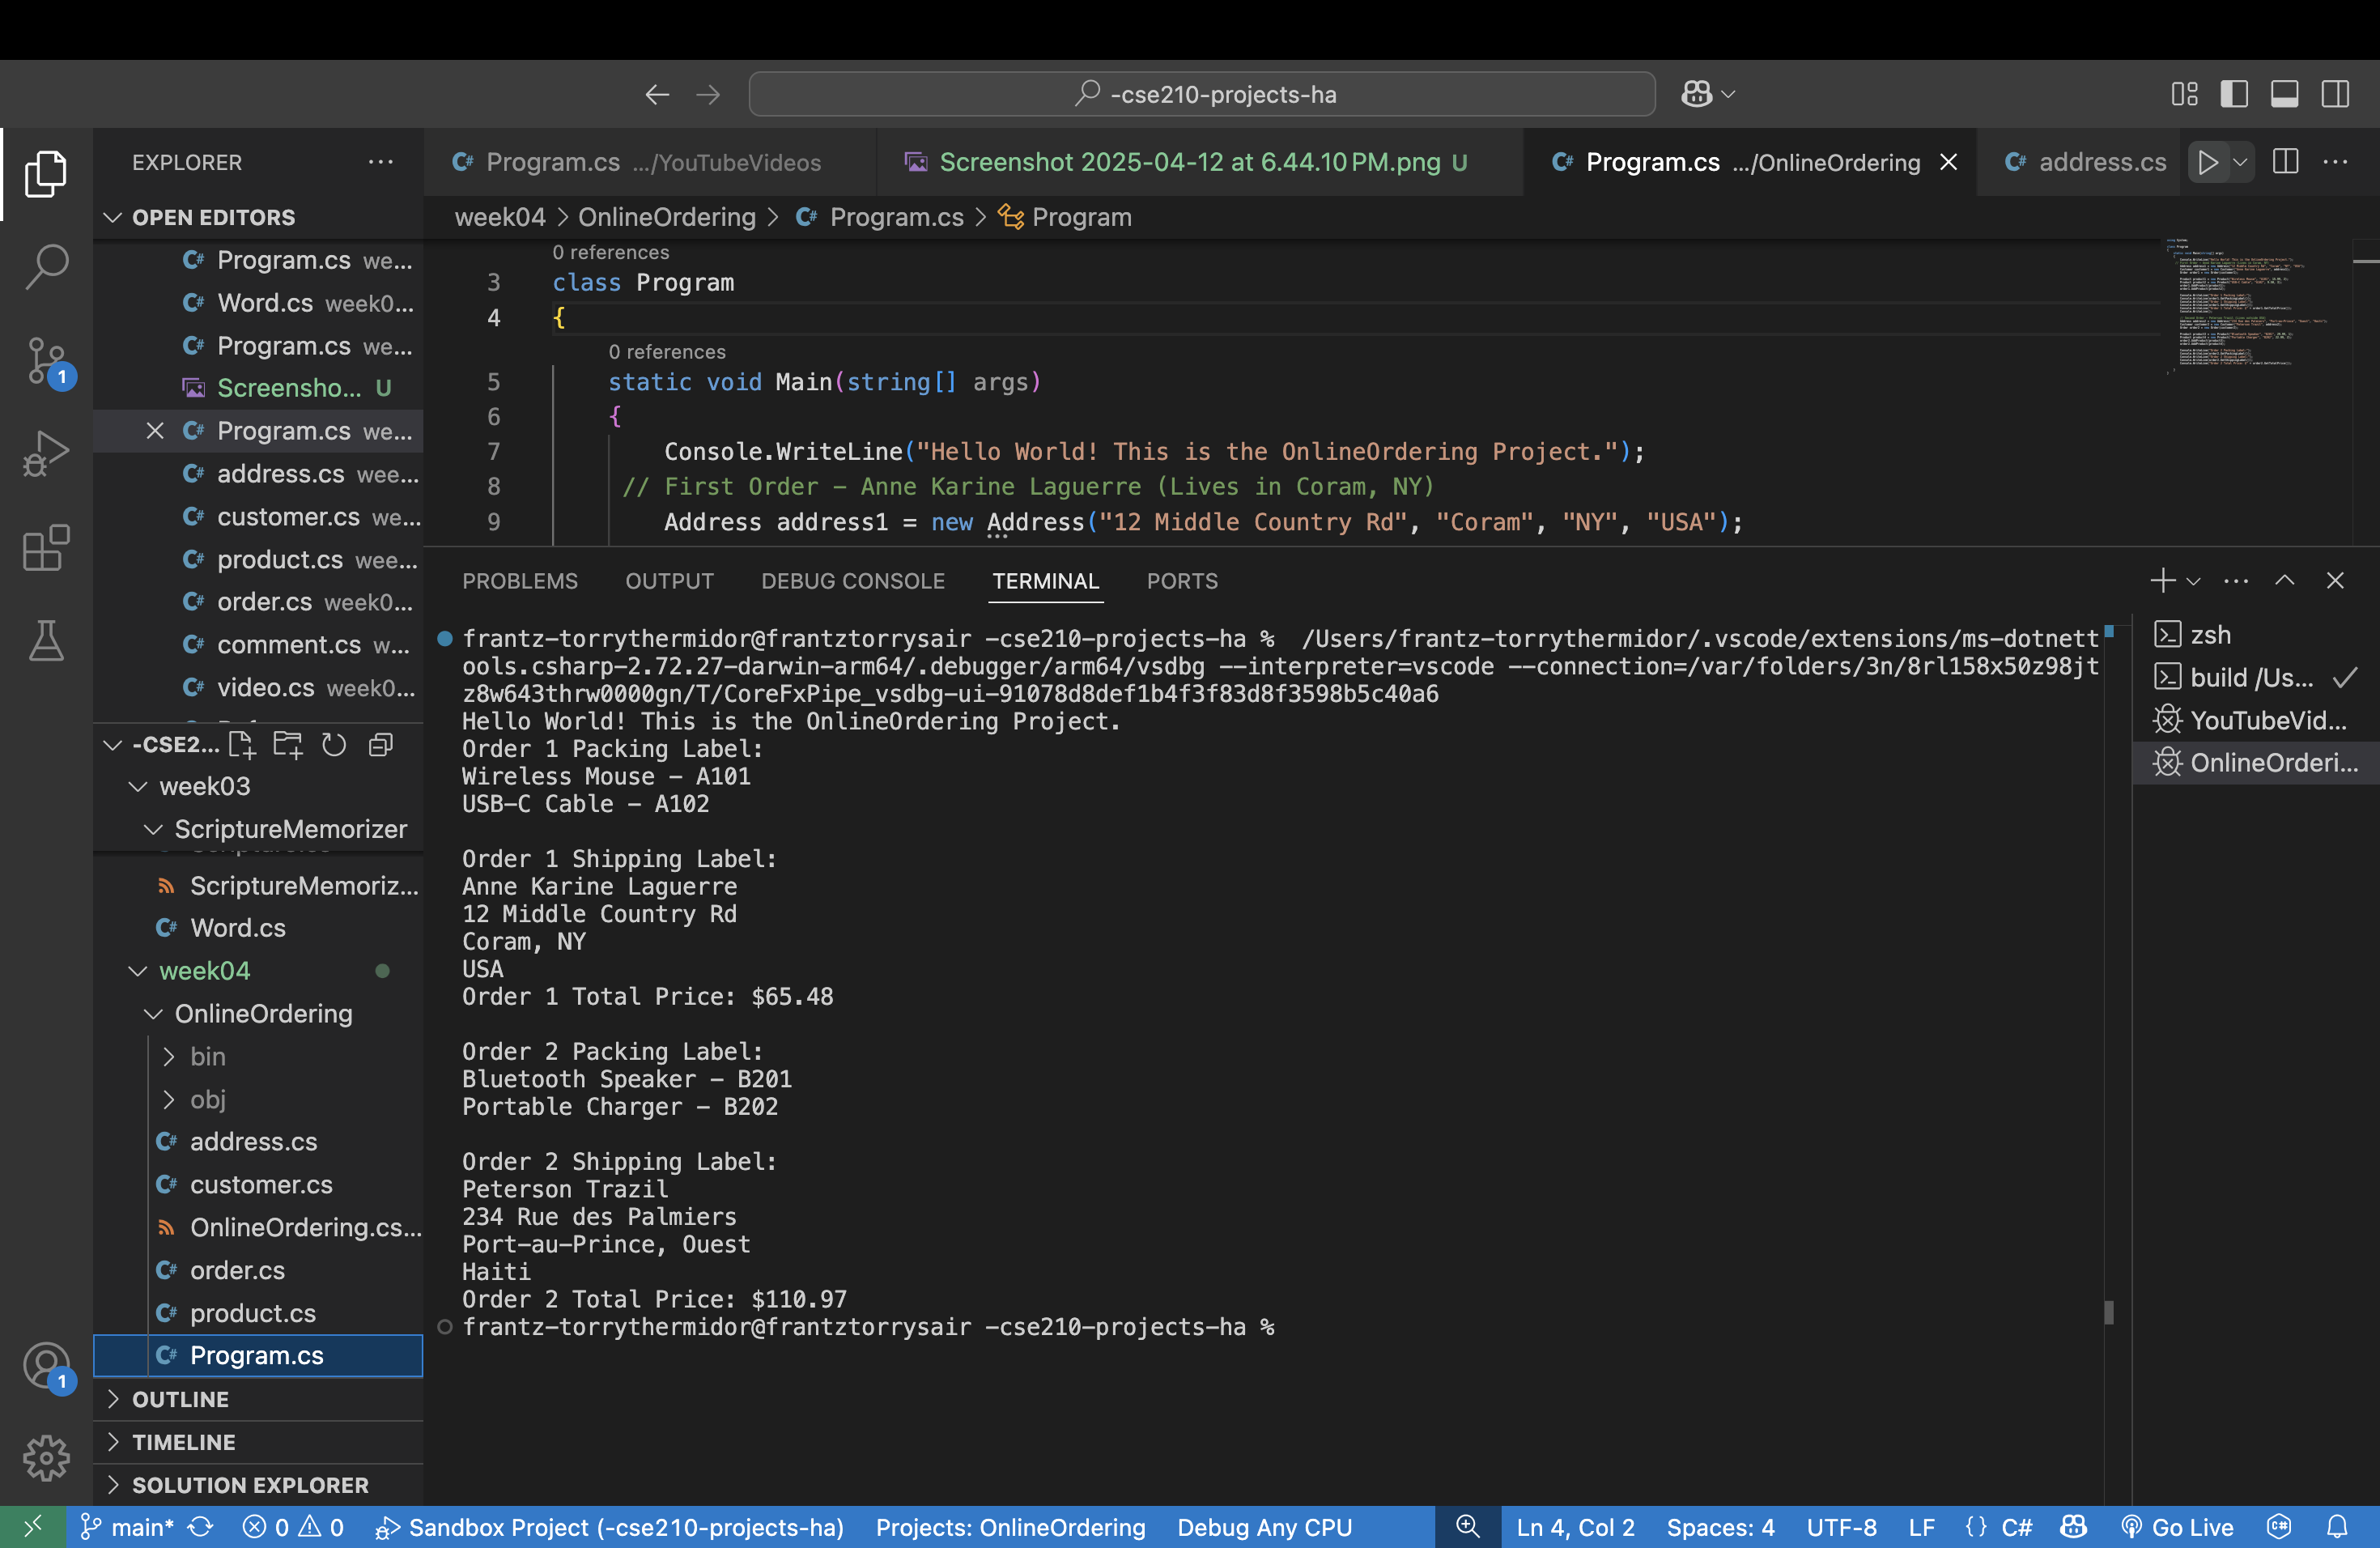 -cse210-projects-ha
EXPLORER
Program.cs .../YouTubeVideos
Screenshot 2025-04-12 at 6.44.10 PM.png U
Program.cs .../OnlineOrdering
address.cs
OPEN EDITORS
week04 > OnlineOrdering > Program.cs > Program
Program.cs we...
Word.cs week0...
Program.cs we...
Screensho... U
Program.cs we...
address.cs wee...
customer.cs we...
product.cs wee...
order.cs week0...
comment.cs w...
video.cs week0...
0 references
3 class Program
4 {
0 references
5 static void Main(string[] args)
6 {
7 Console.WriteLine("Hello World! This is the OnlineOrdering Project.");
8 // First Order - Anne Karine Laguerre (Lives in Coram, NY)
9 Address address1 = new Address("12 Middle Country Rd", "Coram", "NY", "USA");
PROBLEMS OUTPUT DEBUG CONSOLE TERMINAL PORTS
frantz-torrythermidor@frantztorrysair -cse210-projects-ha % /Users/frantz-torrythermidor/.vscode/extensions/ms-dotnett
ools.csharp-2.72.27-darwin-arm64/.debugger/arm64/vsdbg --interpreter=vscode --connection=/var/folders/3n/8rl158x50z98jt
z8w643thrw0000gn/T/CoreFxPipe_vsdbg-ui-91078d8def1b4f3f83d8f3598b5c40a6
Hello World! This is the OnlineOrdering Project.
Order 1 Packing Label:
Wireless Mouse - A101
USB-C Cable - A102
Order 1 Shipping Label:
Anne Karine Laguerre
12 Middle Country Rd
Coram, NY
USA
Order 1 Total Price: $65.48
Order 2 Packing Label:
Bluetooth Speaker - B201
Portable Charger - B202
Order 2 Shipping Label:
Peterson Trazil
234 Rue des Palmiers
Port-au-Prince, Ouest
Haiti
Order 2 Total Price: $110.97
frantz-torrythermidor@frantztorrysair -cse210-projects-ha %
zsh
build /Us...
YouTubeVid...
OnlineOrderi...
-CSE2...
week03
ScriptureMemorizer
ScriptureMemoriz...
Word.cs
week04
OnlineOrdering
bin
obj
address.cs
customer.cs
OnlineOrdering.cs...
order.cs
product.cs
Program.cs
OUTLINE
TIMELINE
SOLUTION EXPLORER
1
1
main* 0 0 Sandbox Project (-cse210-projects-ha) Projects: OnlineOrdering Debug Any CPU Ln 4, Col 2 Spaces: 4 UTF-8 LF {} C# Go Live